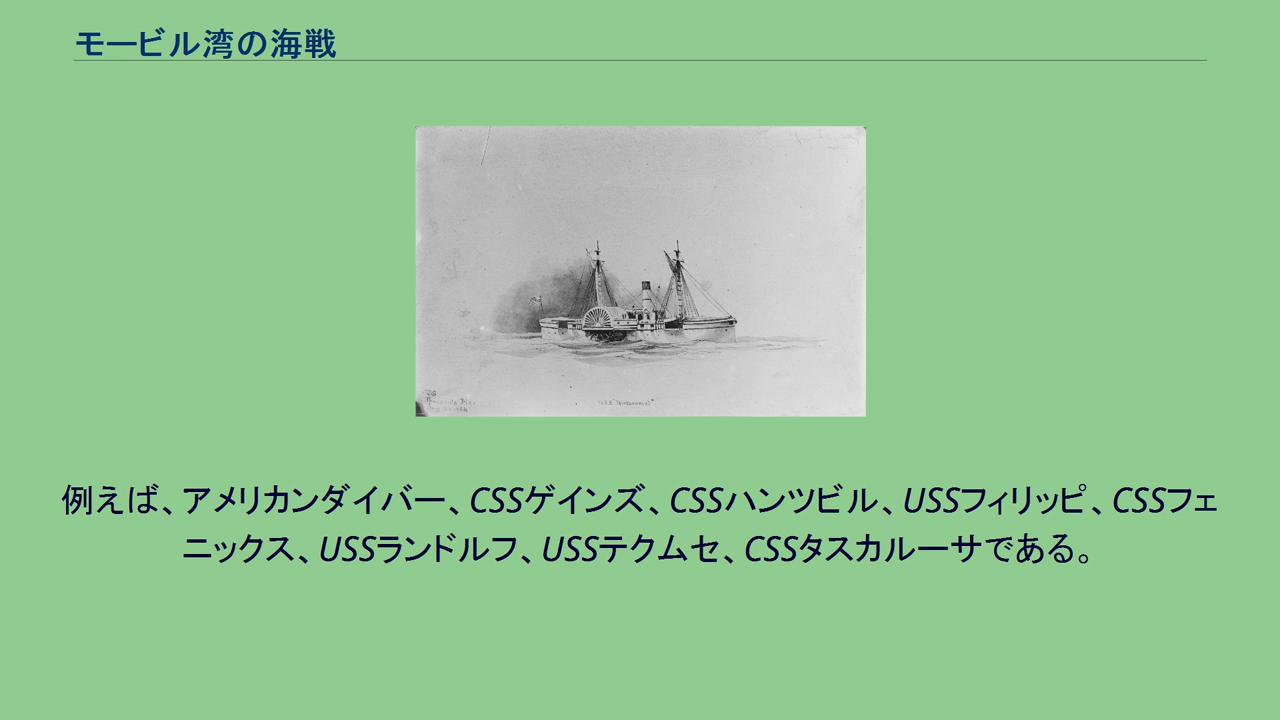 モービル湾の海戦
例えば、アメリカンダイバー、CSSゲインズ、CSSハンツビル、USSフィリッピ、CSSフェ
ニックス、USSランドルフ、USSテクムセ、CSSタスカルーサである。